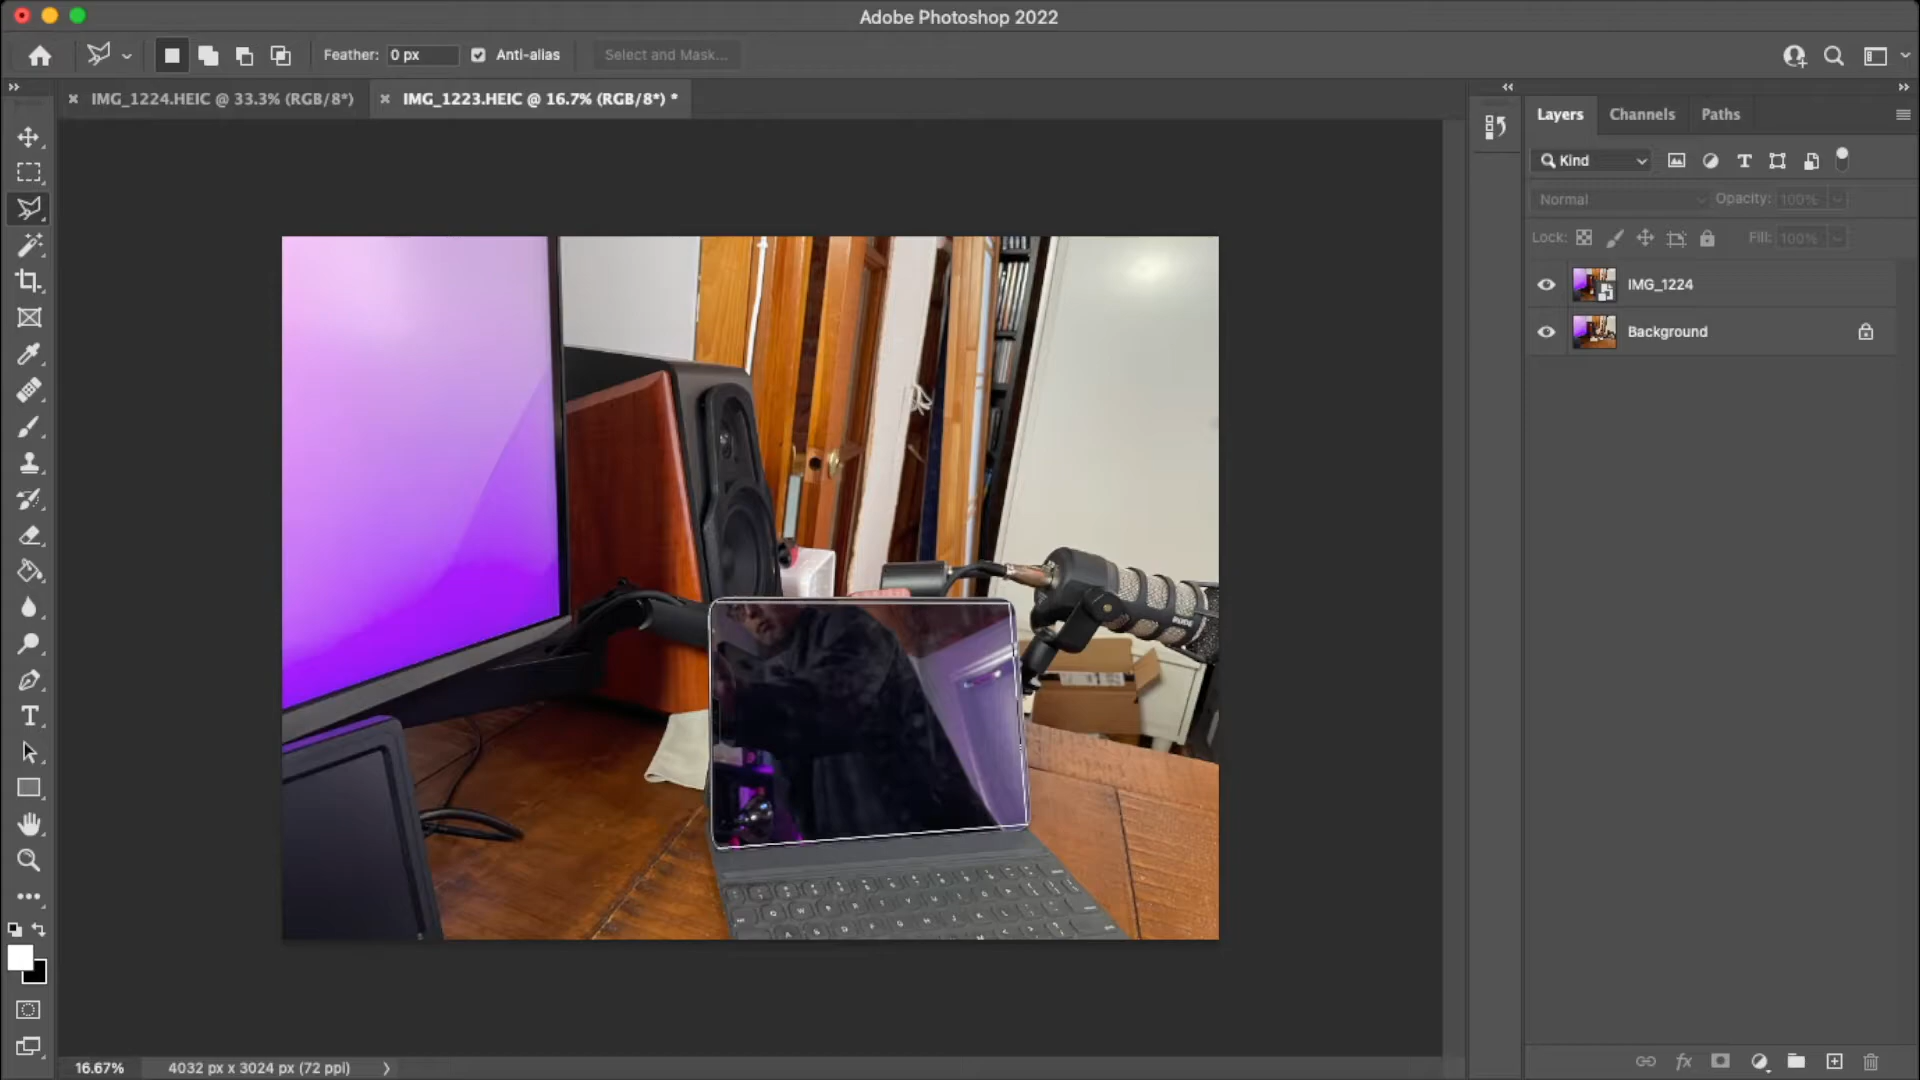 Adobe Photoshop 2022
Feather: 0 px Anti-alias Select and Mask...
IMG_1224.HEIC @ 33.3% (RGB/8*) IMG_1223.HEIC @ 16.7% (RGB/8*) *
Layers Channels Paths
Kind
Normal Opacity: 100%
Lock: Fill: 100%
IMG_1224
Background
16.67% 4032 px x 3024 px (72 ppi)